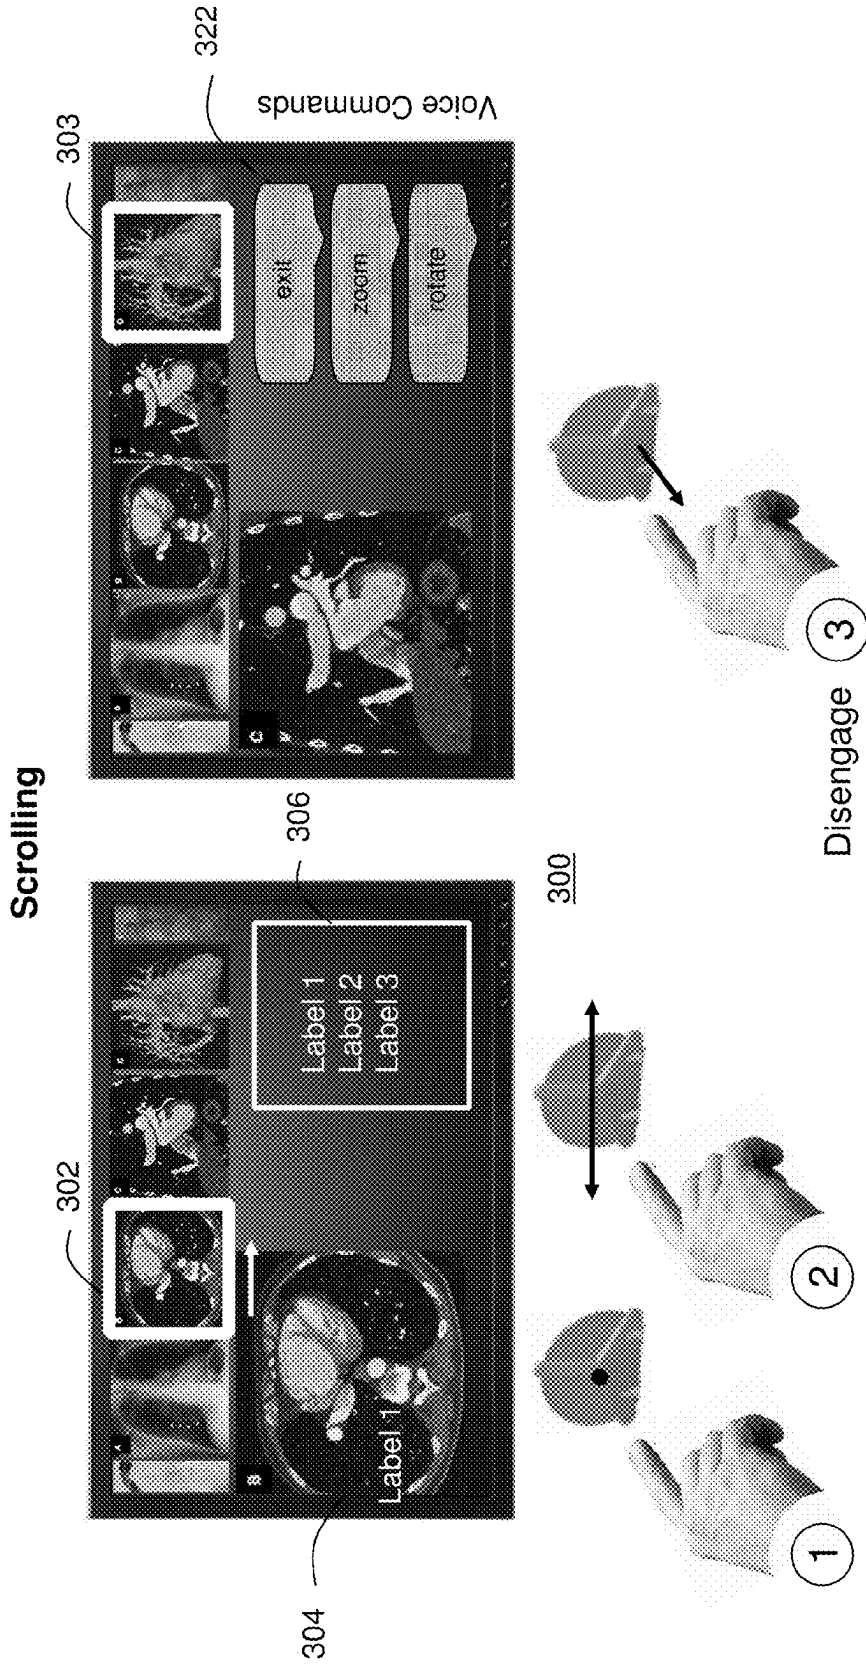 Scrolling
302
303
322
B
Label 1
Label 1
Label 2
Label 3
304
306
C
exit
zoom
rotate
Voice Commands
300
1
2
3
Disengage